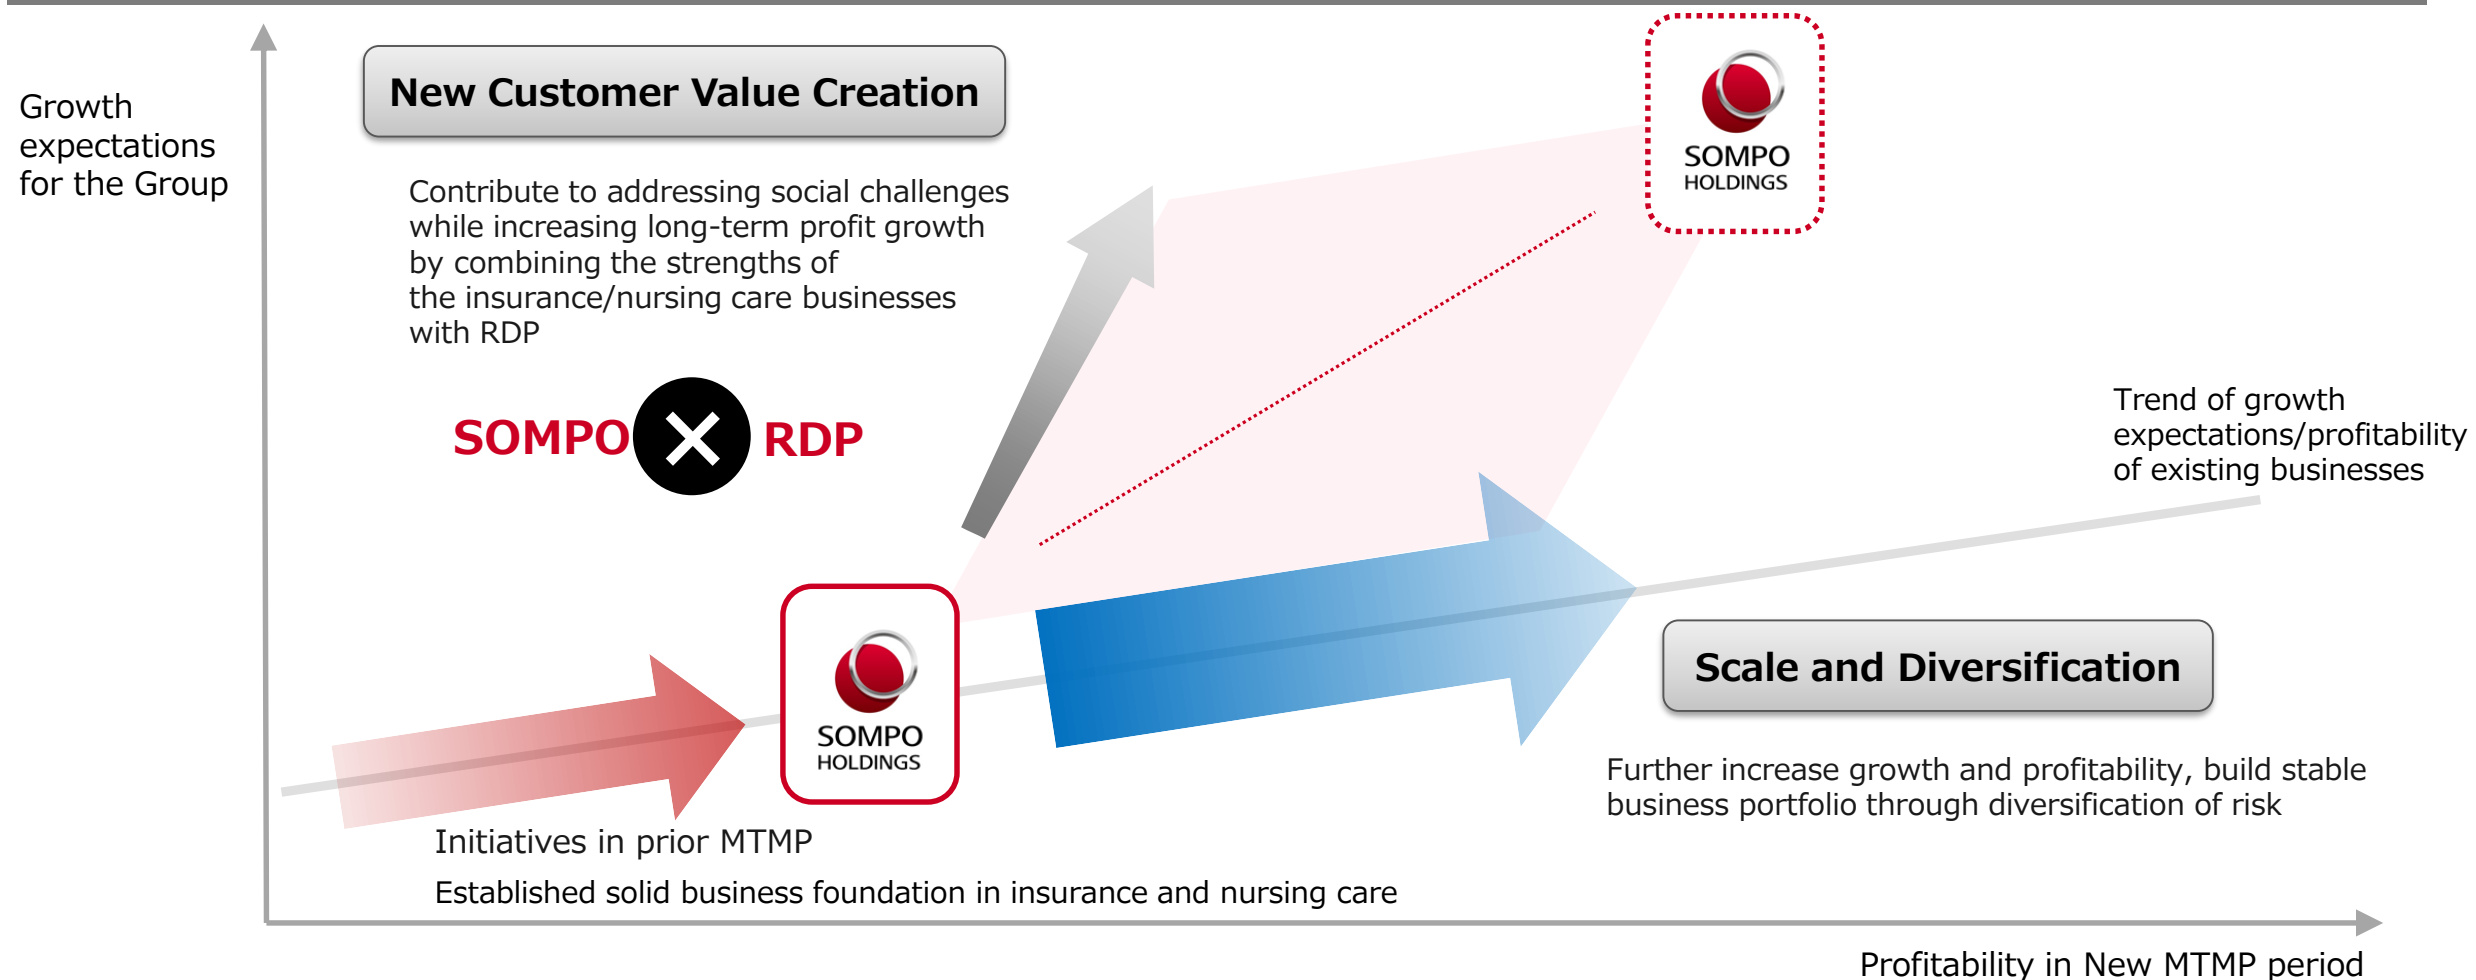 Growth
expectations
for the Group
New Customer Value Creation
Contribute to addressing social challenges
while increasing long-term profit growth
by combining the strengths of
the insurance/nursing care businesses
with RDP
SOMPO × RDP
SOMPO
HOLDINGS
Trend of growth
expectations/profitability
of existing businesses
SOMPO
HOLDINGS
Scale and Diversification
Further increase growth and profitability, build stable
business portfolio through diversification of risk
Initiatives in prior MTMP
Established solid business foundation in insurance and nursing care
Profitability in New MTMP period